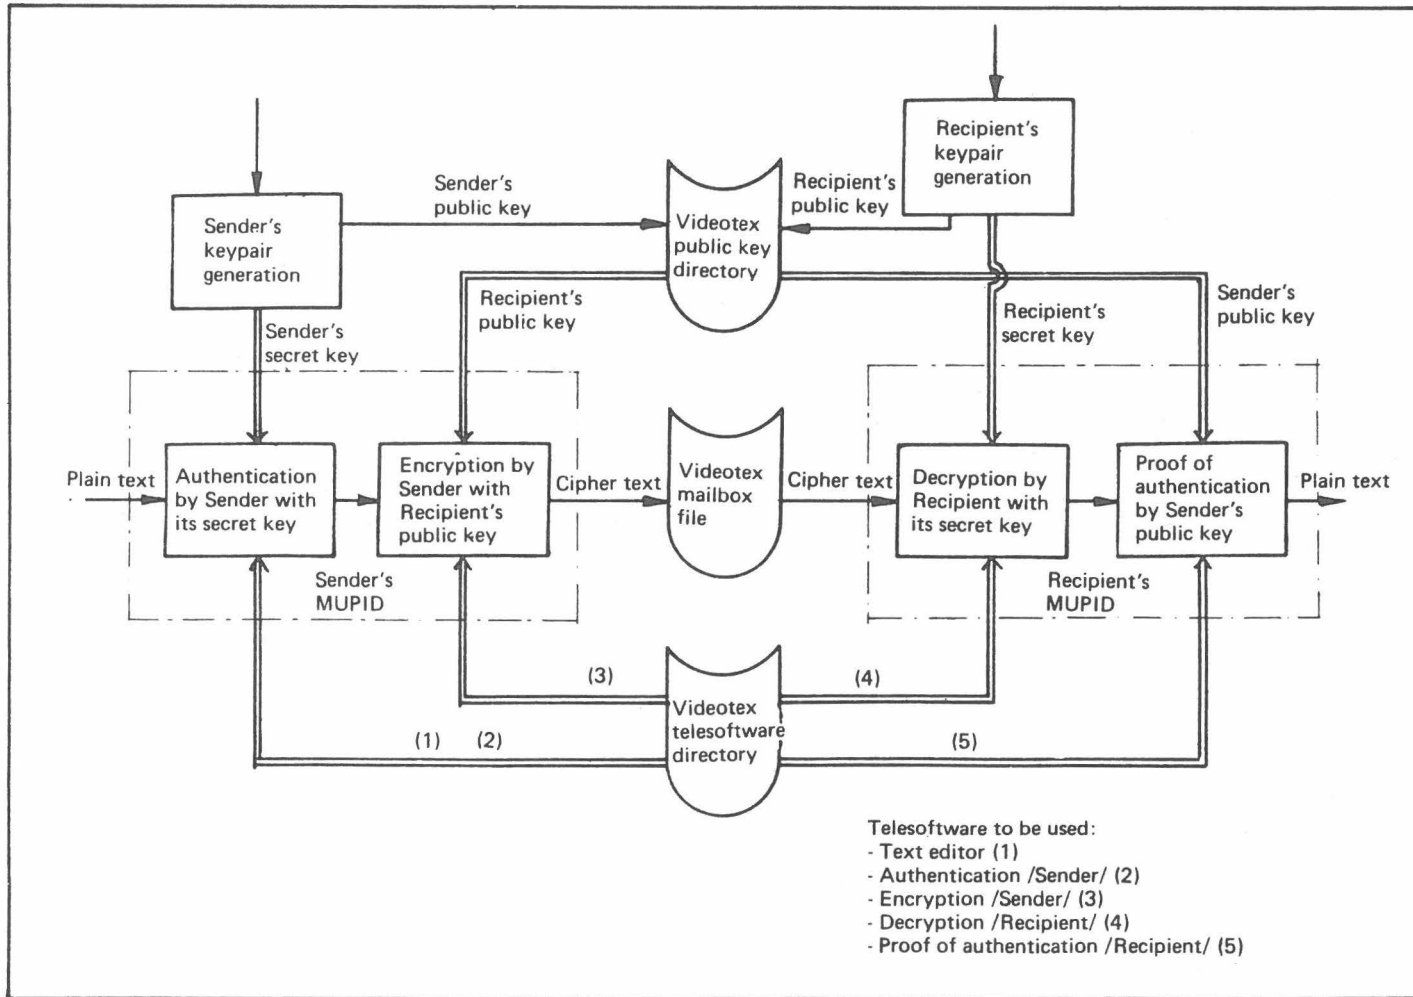 Recipient's
keypair
generation
Sender's
public key
Recipient's
public key
Videotex
public key
directory
Sender's
keypair
generation
Recipient's
public key
Sender's
public key
Sender's
secret key
Recipient's
secret key
Plain text
Authentication
by Sender with
its secret key
Encryption by
Sender with
Recipient's
public key
Cipher text
Videotex
mailbox
file
Cipher text
Decryption by
Recipient with
its secret key
Proof of
authentication
by Sender's
public key
Plain text
Sender's
MUPID
Recipient's
MUPID
(3)
(4)
Videotex
telesoftware
directory
(1) (2)
(5)
Telesoftware to be used:
- Text editor (1)
- Authentication /Sender/ (2)
- Encryption /Sender/ (3)
- Decryption /Recipient/ (4)
- Proof of authentication /Recipient/ (5)